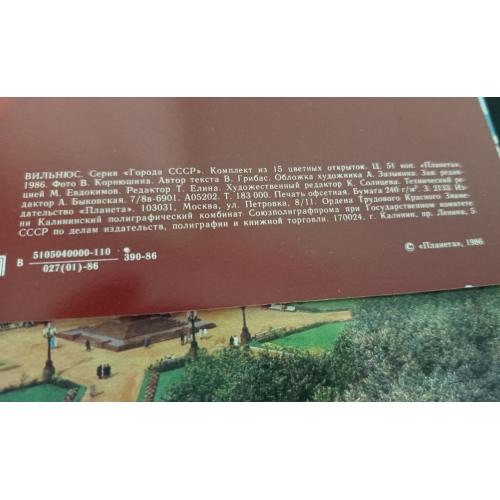 ВИЛЬНЮС. Серия «Города СССР». Комплект из 15 цветных открыток. Ц. 51 коп. «Планета»,
1986. Фото В. Корнюшина. Автор текста В. Грибас. Обложка художника А. Зязькина. Зав. редак-
цией М. Евдокимов. Редактор Т. Елина. Художественный редактор К. Солнцева. Технический ре-
дактор А. Быковская. 7/8в-6901. А05202. Т. 183 000. Печать офсетная. Бумага 240 г/м². З. 2133. Изда-
тельство «Планета». 103031, Москва, ул. Петровка, 8/11. Ордена Трудового Красного Знаме-
ни Калининский полиграфический комбинат Союзполиграфпрома при Государственном комитете
СССР по делам издательств, полиграфии и книжной торговли. 170024, г. Калинин, пр. Ленина, 5
В 5105040000-110 390-86
027(01)-86
© «Планета», 1986